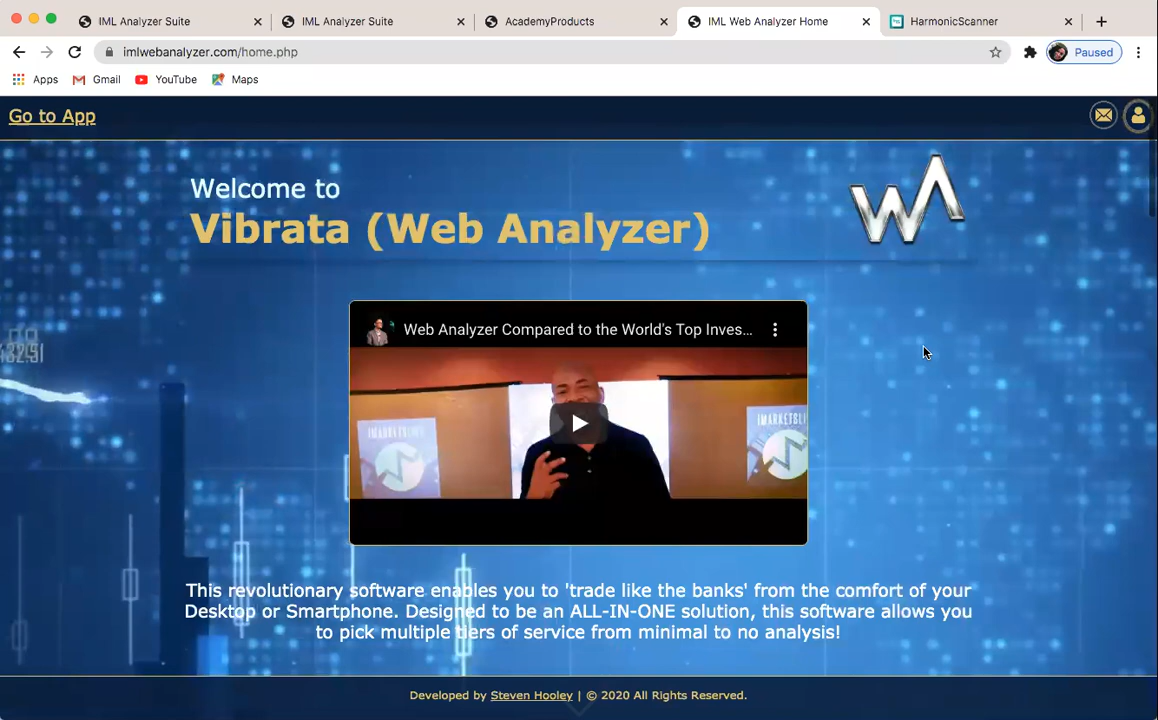 IML Analyzer Suite
IML Analyzer Suite
AcademyProducts
IML Web Analyzer Home
HarmonicScanner
imlwebanalyzer.com/home.php
Paused
Apps
Gmail
YouTube
Maps
Go to App
Welcome to
Vibrata (Web Analyzer)
WA
Web Analyzer Compared to the World's Top Inves...
IMARKETSLIVE
IMARKETSLI
This revolutionary software enables you to 'trade like the banks' from the comfort of your
Desktop or Smartphone. Designed to be an ALL-IN-ONE solution, this software allows you
to pick multiple tiers of service from minimal to no analysis!
Developed by Steven Hooley | © 2020 All Rights Reserved.